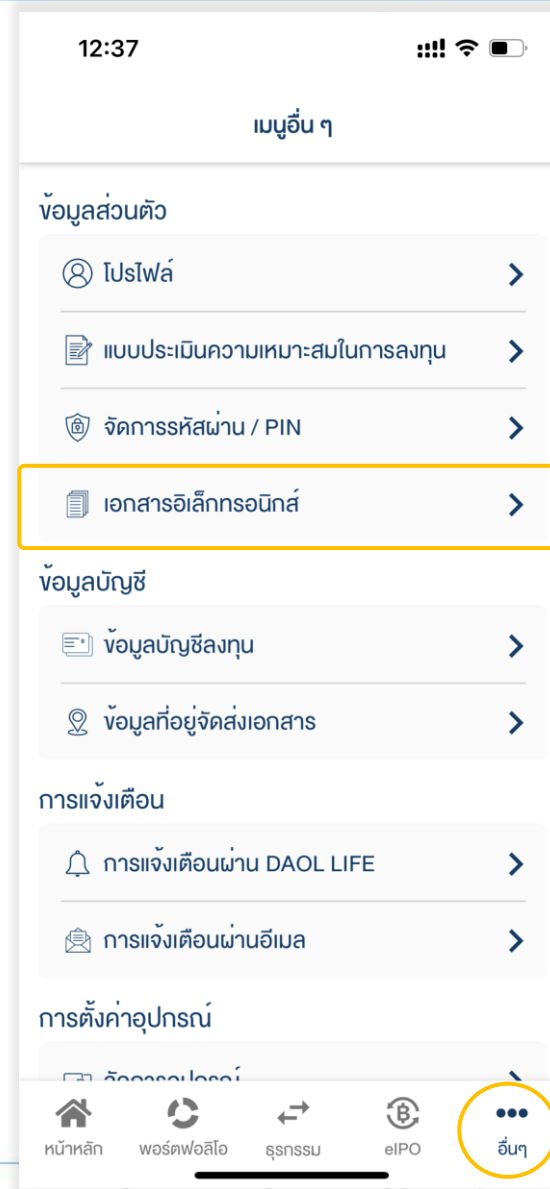 12:37
เมนูอื่น ๆ
ข้อมูลส่วนตัว
โปรไฟล์
แบบประเมินความเหมาะสมในการลงทุน
จัดการรหัสผ่าน / PIN
เอกสารอิเล็กทรอนิกส์
ข้อมูลบัญชี
ข้อมูลบัญชีลงทุน
ข้อมูลที่อยู่จัดส่งเอกสาร
การแจ้งเตือน
การแจ้งเตือนผ่าน DAOL LIFE
การแจ้งเตือนผ่านอีเมล
การตั้งค่าอุปกรณ์
จัดการอุปกรณ์
หน้าหลัก พอร์ตฟอลิโอ ธุรกรรม eIPO อื่นๆ